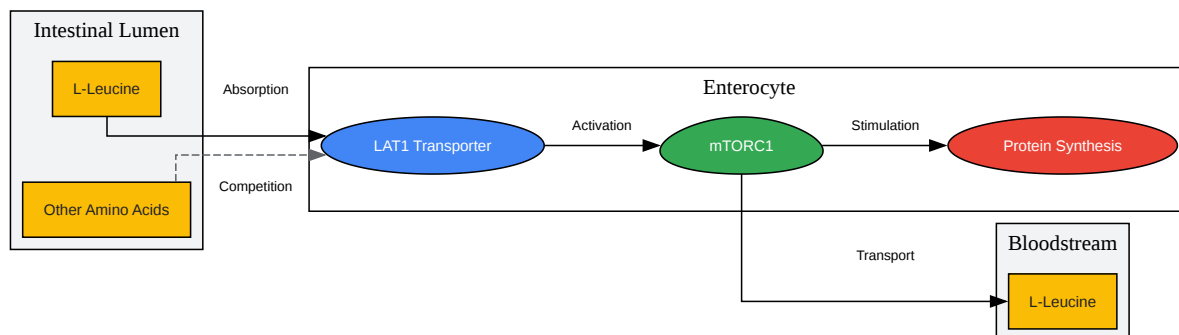 Intestinal Lumen
L-Leucine
Other Amino Acids
Absorption
Competition
Enterocyte
LAT1 Transporter
Activation
mTORC1
Stimulation
Protein Synthesis
Transport
Bloodstream
L-Leucine